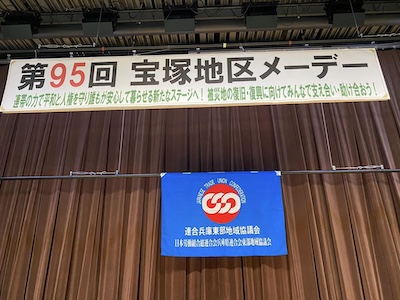 第95回 宝塚地区メーデー
連帯の力で平和と人権を守り誰もが安心して暮らせる新たなステージへ! 被災地の復旧・復興に向けてみんなで支え合い・助け合おう!
JAPANESE TRADE UNION CONFEDERATION
連合兵庫東部地域協議会
日本労働組合総連合会兵庫県連合会東部地域協議会